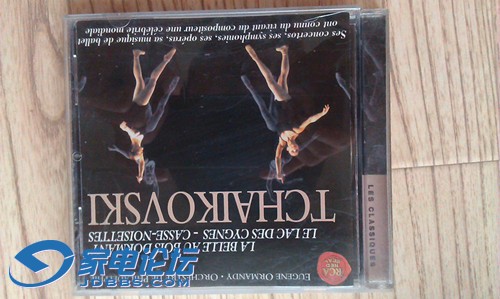 Ses concertos, ses symphonies, ses opéras, sa musique de ballet
ont connu du vivant du compositeur une célébrité mondiale
TCHAIKOVSKI
LE LAC DES CYGNES - CASSE-NOISETTES
LA BELLE AU BOIS DORMANT
EUGENE ORMANDY • ORCHESTRE
RCA
LES CLASSIQUES
家电论坛
JDBBS.COM